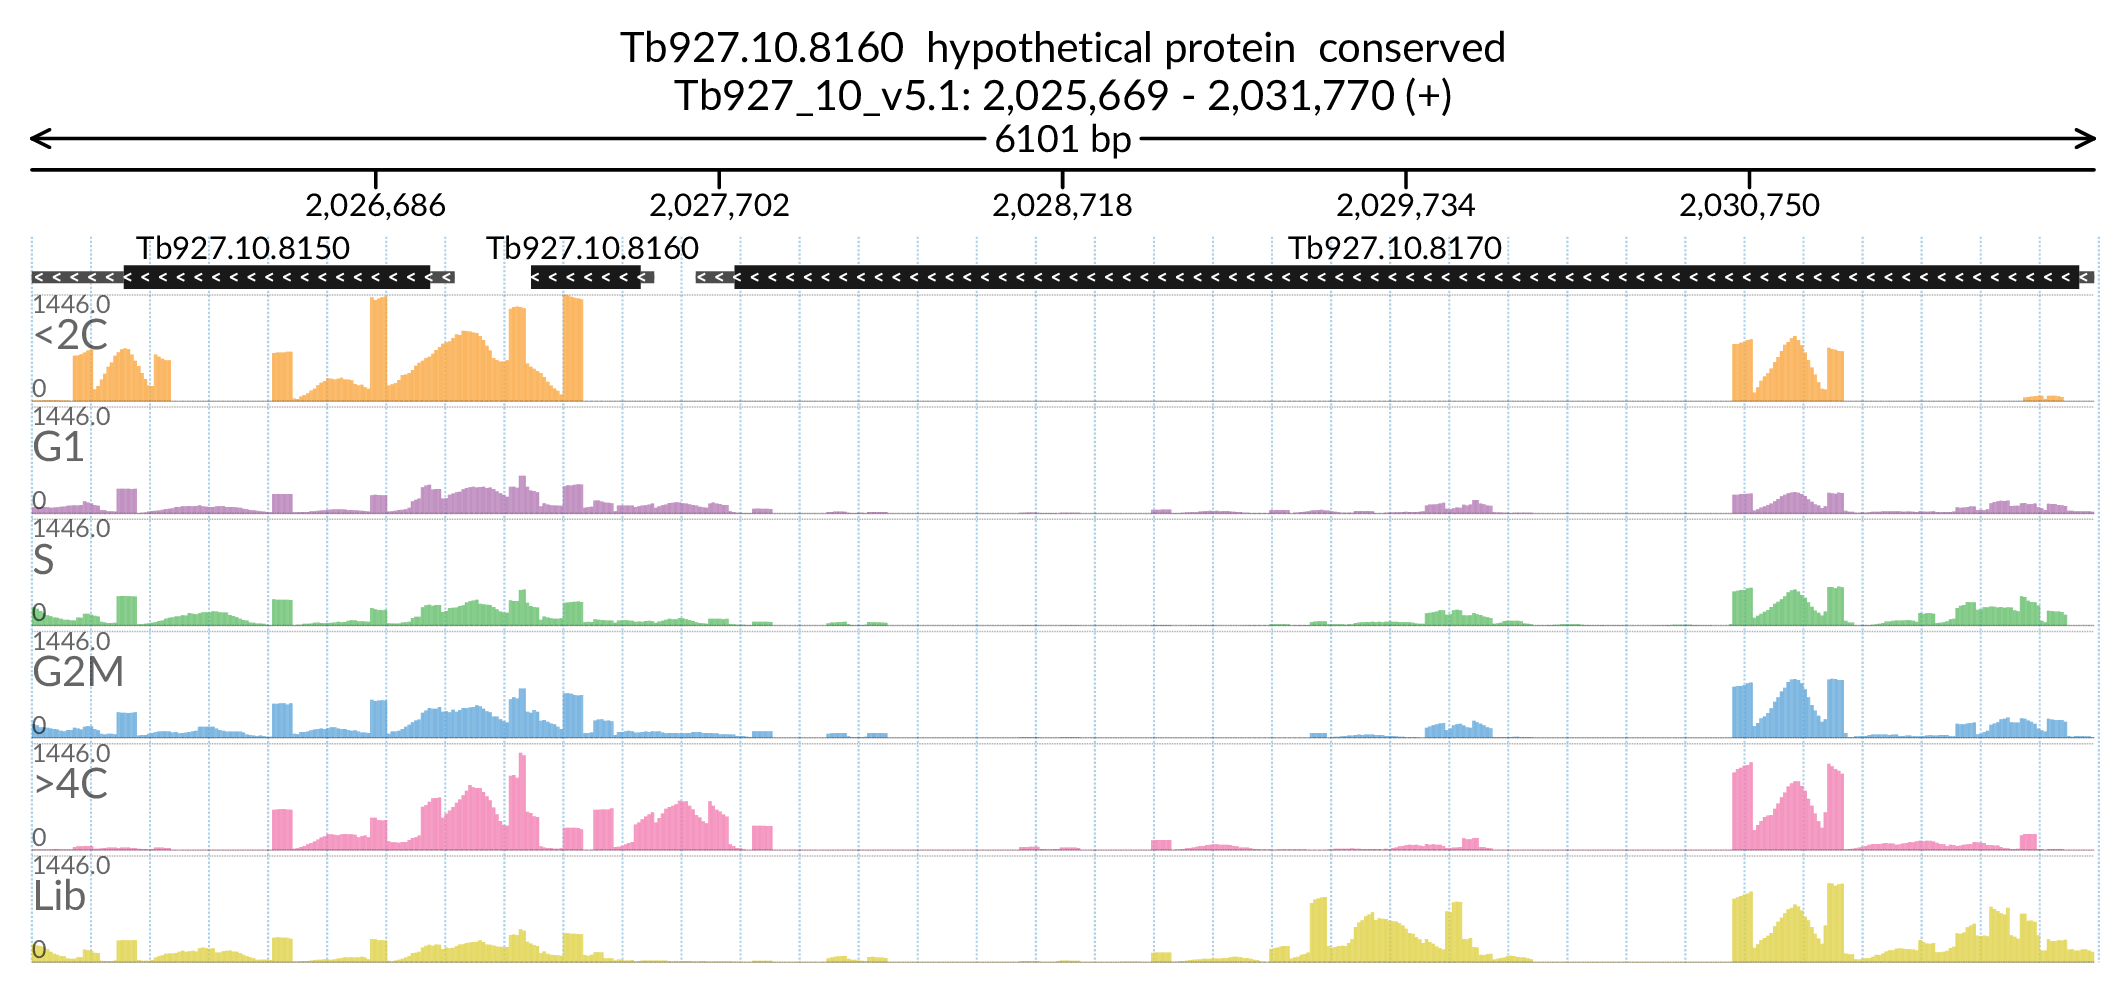 Tb927.10.8160 hypothetical protein conserved
Tb927_10_v5.1: 2,025,669 - 2,031,770 (+)
6101 bp
2,026,686 2,027,702 2,028,718 2,029,734 2,030,750
Tb927.10.8150 Tb927.10.8160 Tb927.10.8170
1446.0
<2C
0
1446.0
G1
0
1446.0
S
0
1446.0
G2M
0
1446.0
>4C
0
1446.0
Lib
0